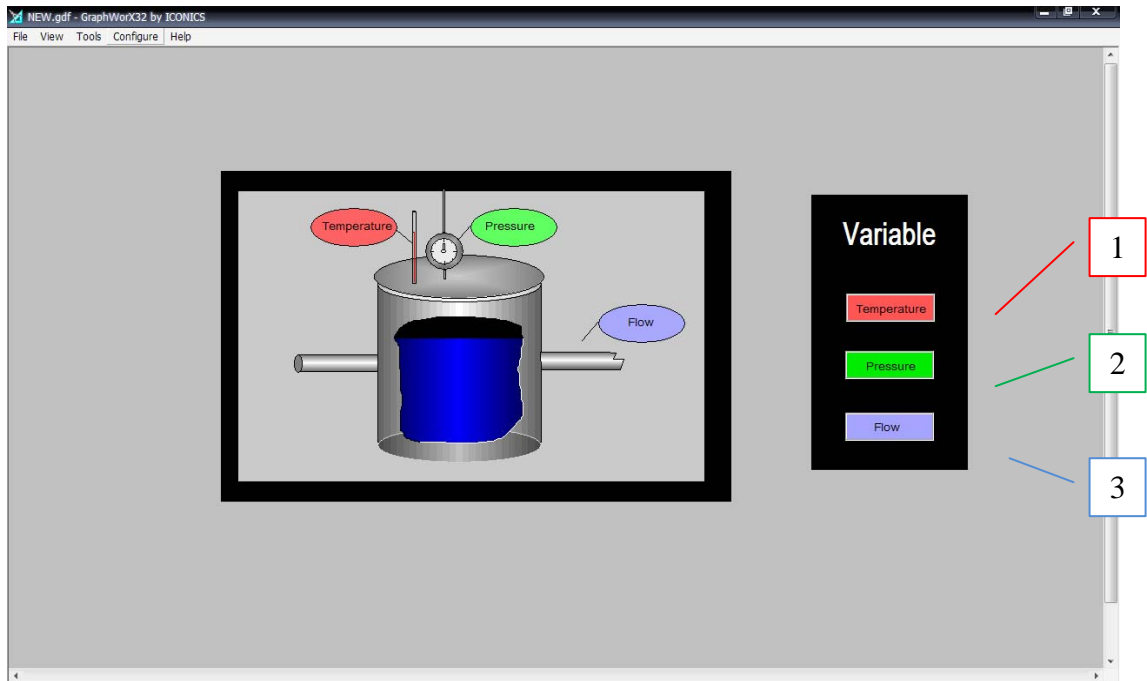 NEW.gdf - GraphWorX32 by ICONICS
File View Tools Configure Help
Temperature
Pressure
Flow
Variable
Temperature
Pressure
Flow
1
2
3